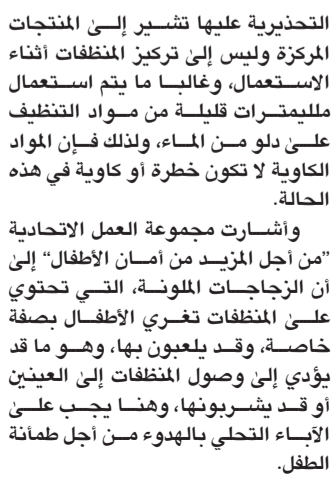 التحذيرية عليها تشير إلى المنتجات
المركزة وليس إلى تركيز المنظفات أثناء
الاستعمال، وغالبا ما يتم استعمال
ملليمترات قليلة من مواد التنظيف
على دلو من الماء، ولذلك فإن المواد
الكاوية لا تكون خطرة أو كاوية في هذه
الحالة.
وأشارت مجموعة العمل الاتحادية
”من أجل المزيد من أمان الأطفال“ إلى
أن الزجاجات الملونة، التي تحتوي
على المنظفات تغري الأطفال بصفة
خاصة، وقد يلعبون بها، وهو ما قد
يؤدي إلى وصول المنظفات إلى العينين
أو قد يشربونها، وهنا يجب على
الآباء التحلي بالهدوء من أجل طمأنة
الطفل.